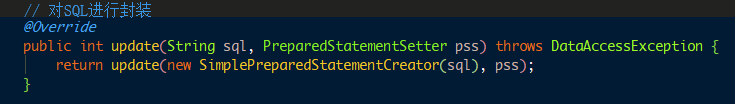 // 对SQL进行封装
@Override
public int update(String sql, PreparedStatementSetter pss) throws DataAccessException {
    return update(new SimplePreparedStatementCreator(sql), pss);
}